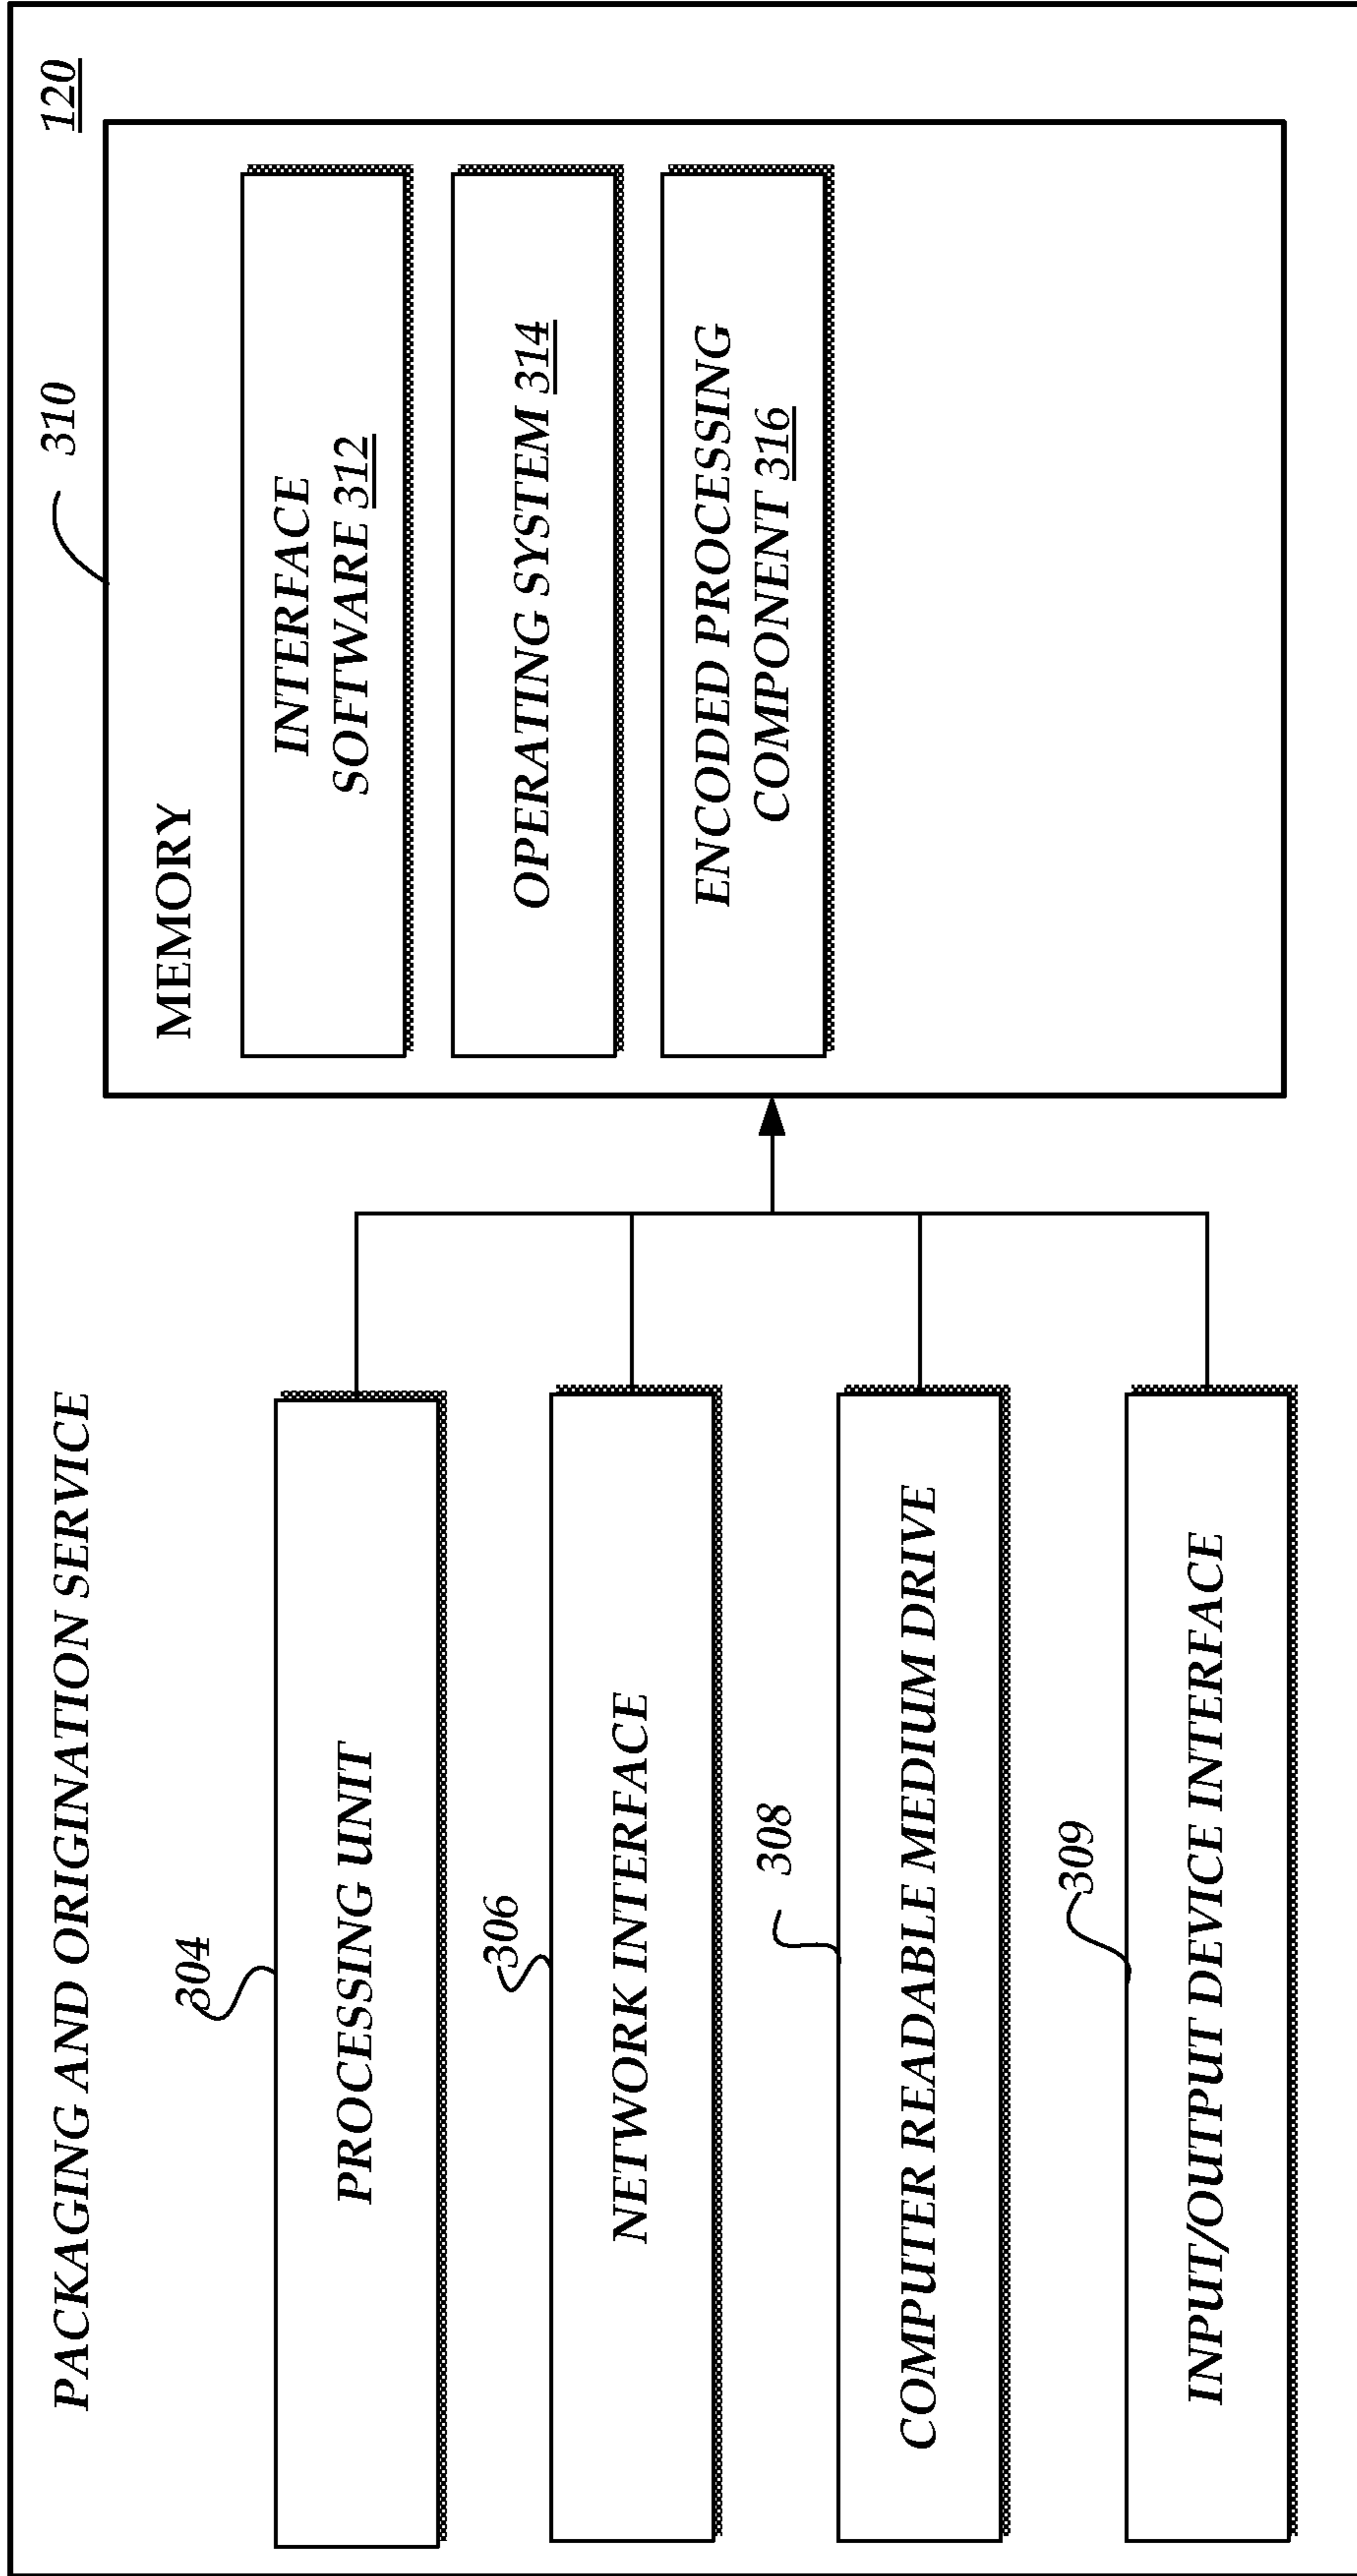 PACKAGING AND ORIGINATION SERVICE
120
304
PROCESSING UNIT
306
NETWORK INTERFACE
308
COMPUTER READABLE MEDIUM DRIVE
309
INPUT/OUTPUT DEVICE INTERFACE
310
MEMORY
INTERFACE
SOFTWARE 312
OPERATING SYSTEM 314
ENCODED PROCESSING
COMPONENT 316